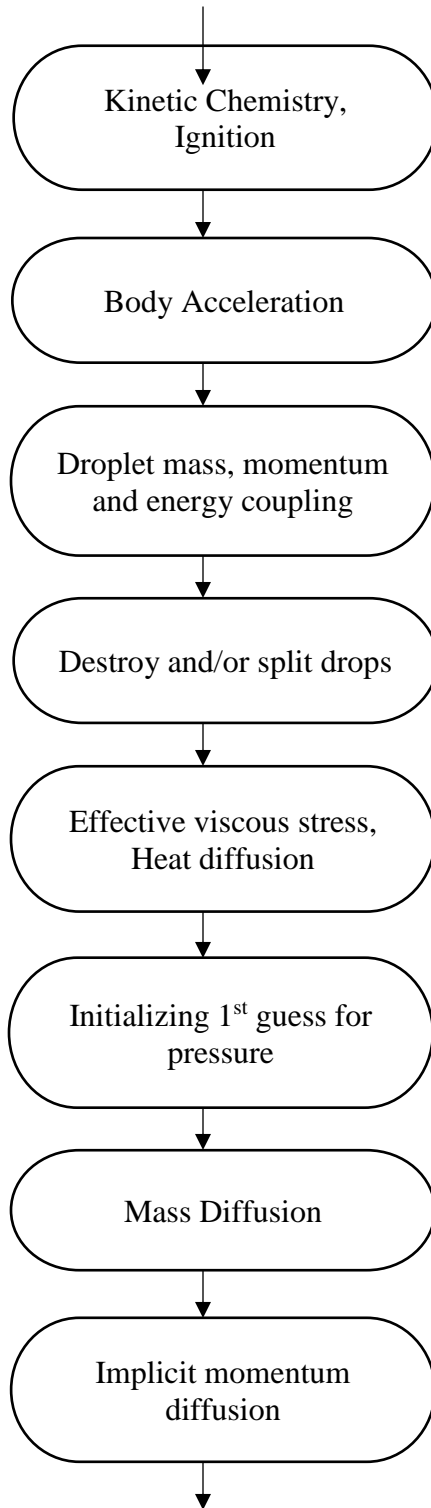 Kinetic Chemistry,
Ignition
Body Acceleration
Droplet mass, momentum
and energy coupling
Destroy and/or split drops
Effective viscous stress,
Heat diffusion
Initializing 1st guess for
pressure
Mass Diffusion
Implicit momentum
diffusion